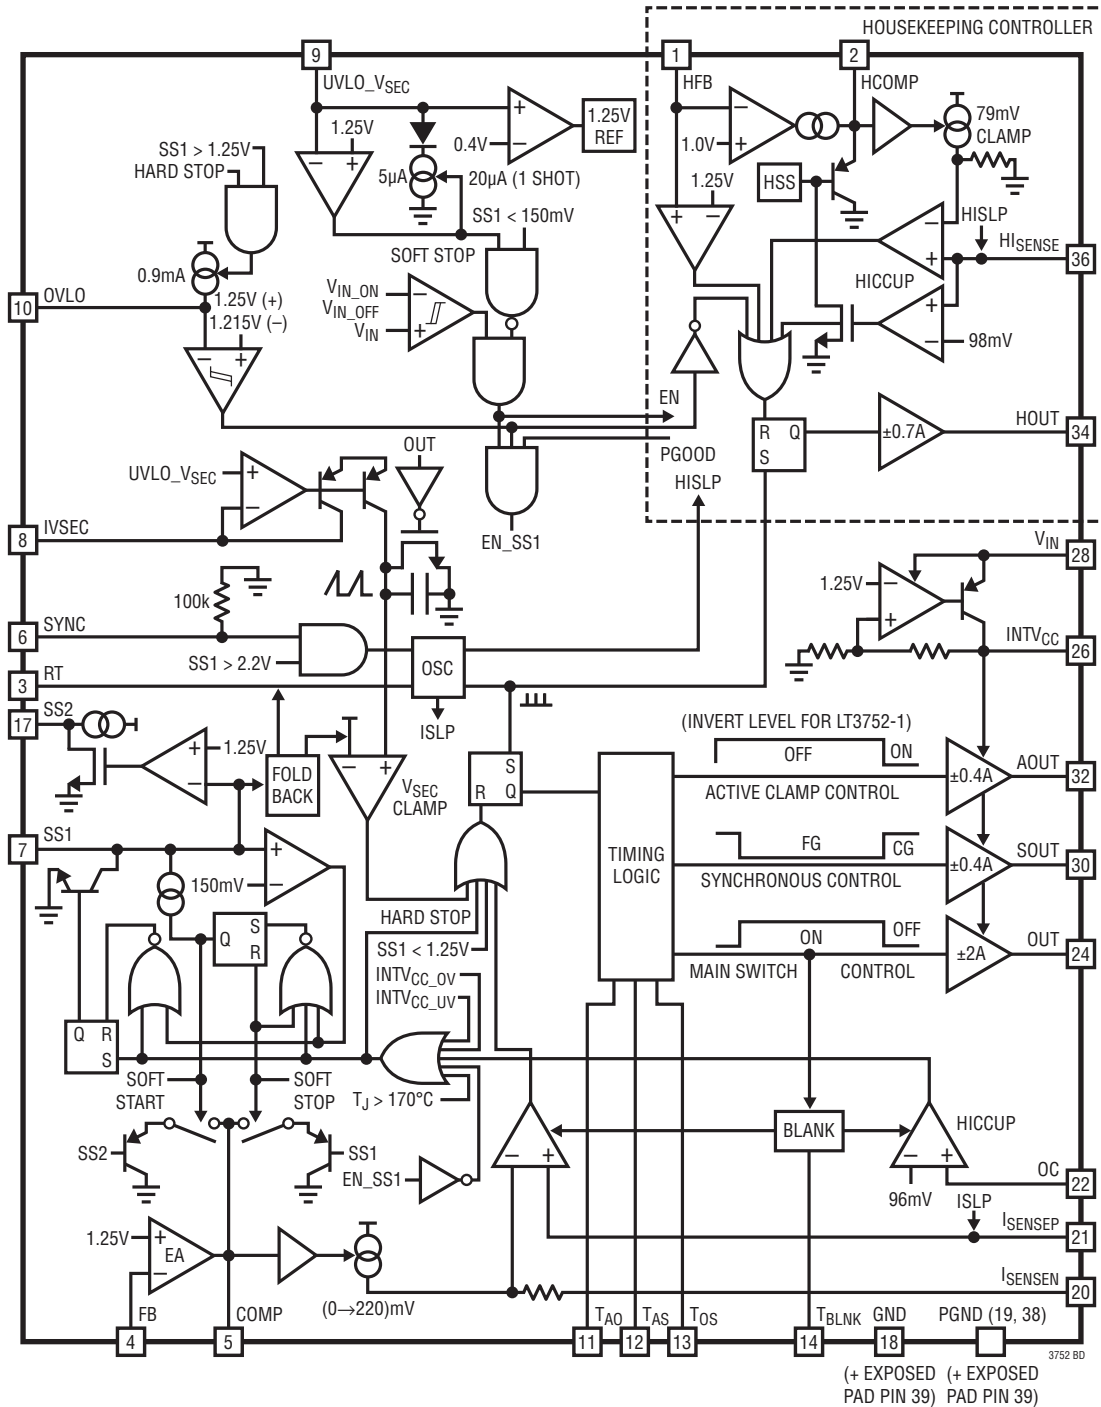 HOUSEKEEPING CONTROLLER
9
1
2
UVLO_VSEC
HFB
HCOMP
1.25V
0.4V
1.25V
REF
1.0V
79mV
CLAMP
SS1 > 1.25V
HARD STOP
5µA
20µA (1 SHOT)
HSS
1.25V
SS1 < 150mV
HISLP
HISENSE
36
SOFT STOP
HICCUP
0.9mA
10
OVLO
1.25V (+)
1.215V (–)
VIN_ON
VIN_OFF
VIN
98mV
EN
HOUT
34
R
Q
S
±0.7A
OUT
PGOOD
HISLP
UVLO_VSEC
8
IVSEC
EN_SS1
VIN
28
1.25V
100k
6
SYNC
INTVCC
26
SS1 > 2.2V
OSC
3
RT
17
SS2
ISLP
(INVERT LEVEL FOR LT3752-1)
1.25V
FOLD
BACK
VSEC
CLAMP
S
R
Q
OFF
ON
±0.4A
AOUT
32
ACTIVE CLAMP CONTROL
7
SS1
TIMING
LOGIC
FG
CG
±0.4A
SOUT
30
SYNCHRONOUS CONTROL
150mV
HARD STOP
SS1 < 1.25V
Q
S
R
ON
OFF
±2A
OUT
24
MAIN SWITCH
CONTROL
INTVCC_OV
INTVCC_UV
Q
R
S
SOFT
START
SOFT
STOP
TJ > 170°C
SS2
SS1
EN_SS1
BLANK
HICCUP
96mV
OC
22
ISLP
ISENSEP
21
1.25V
EA
(0→220)mV
ISENSEN
20
FB
COMP
TAO
TAS
TOS
TBLNK
GND
PGND (19, 38)
4
5
11
12
13
14
18
3752 BD
(+ EXPOSED
PAD PIN 39)
(+ EXPOSED
PAD PIN 39)